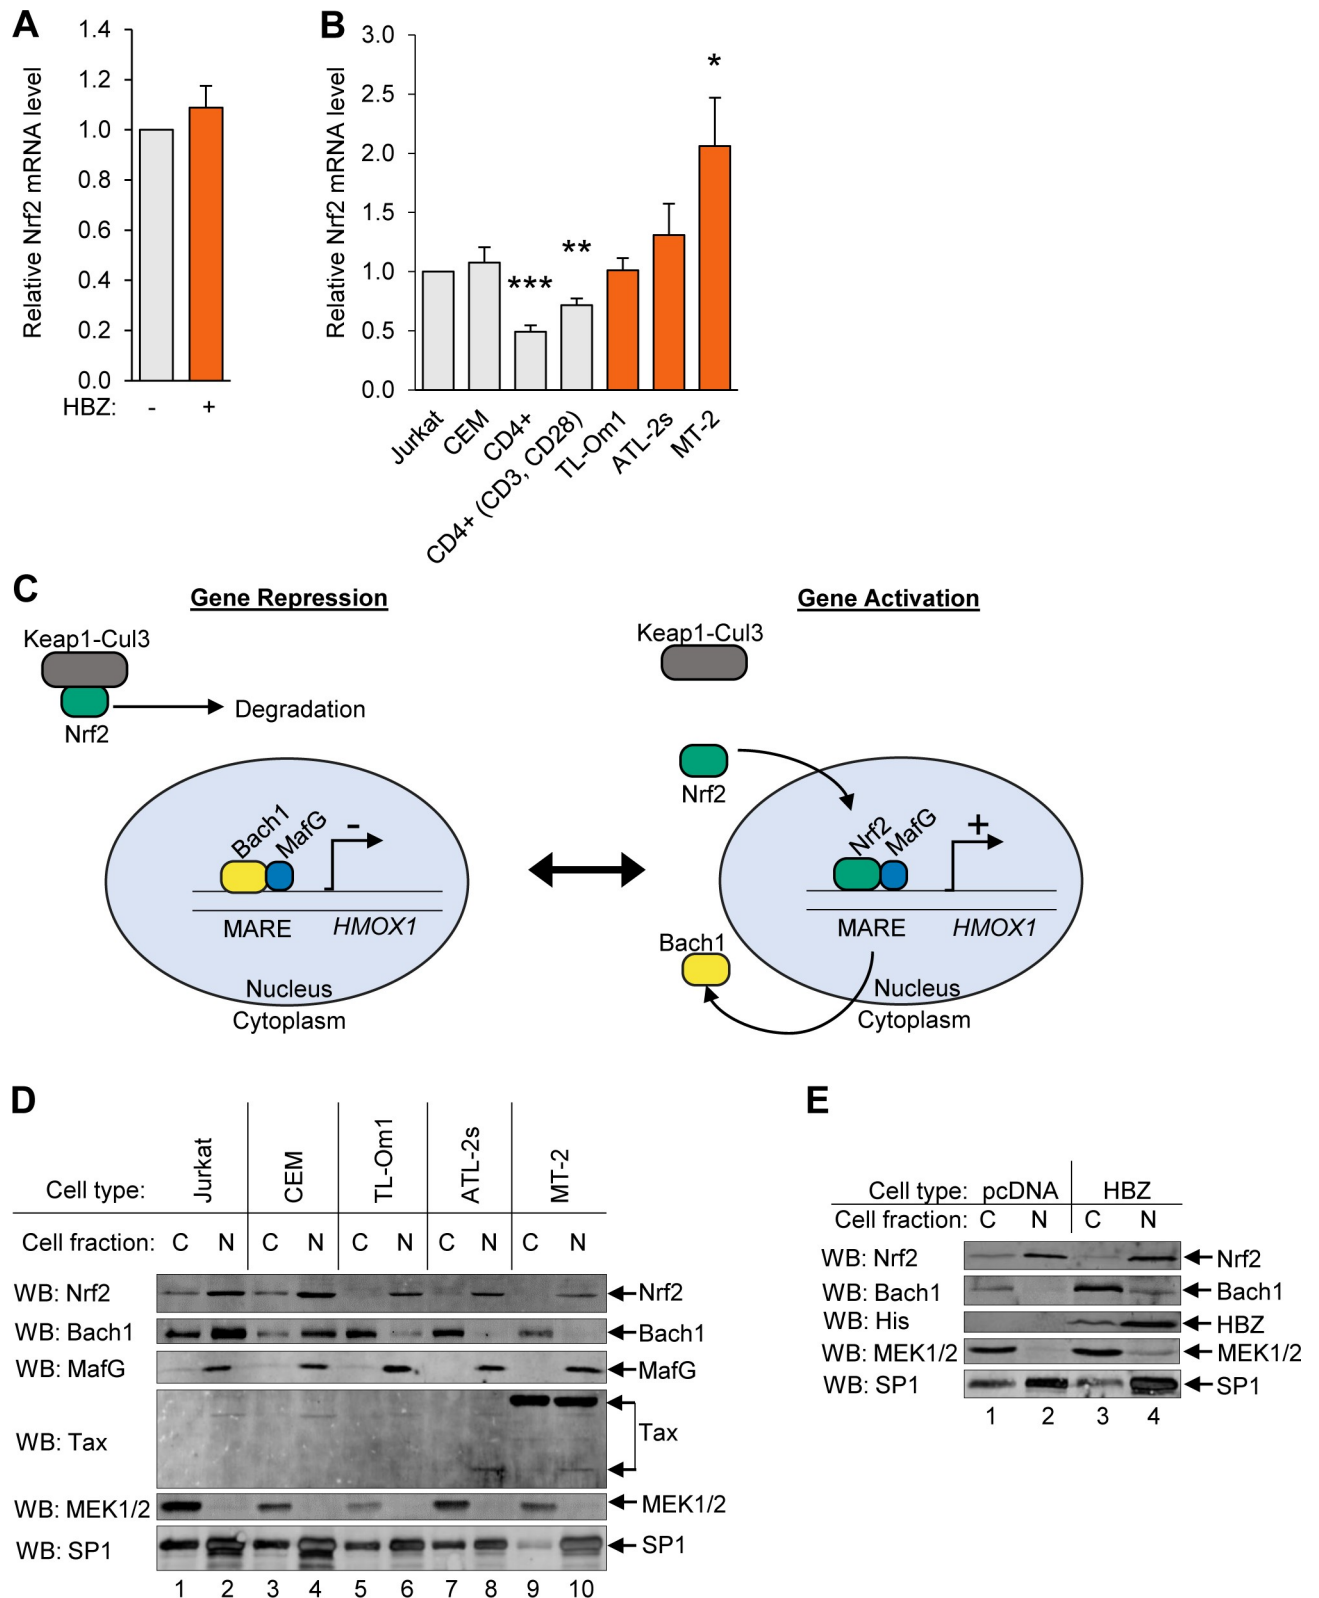 A
Relative Nrf2 mRNA level
1.4
1.2
1.0
0.8
0.6
0.4
0.2
0.0
HBZ: - +
B
Relative Nrf2 mRNA level
3.0
2.5
2.0
1.5
1.0
0.5
0.0
***
**
*
Jurkat
CEM
CD4+
CD4+ (CD3, CD28)
TL-Om1
ATL-2s
MT-2
C
Gene Repression
Keap1-Cul3
Nrf2
Degradation
Bach1
MafG
-
MARE
HMOX1
Nucleus
Cytoplasm
Gene Activation
Keap1-Cul3
Nrf2
Nrf2
MafG
+
MARE
HMOX1
Bach1
Nucleus
Cytoplasm
D
Cell type: Jurkat CEM TL-Om1 ATL-2s MT-2
Cell fraction: C N C N C N C N C N
WB: Nrf2 Nrf2
WB: Bach1 Bach1
WB: MafG MafG
WB: Tax Tax
WB: MEK1/2 MEK1/2
WB: SP1 SP1
1 2 3 4 5 6 7 8 9 10
E
Cell type: pcDNA HBZ
Cell fraction: C N C N
WB: Nrf2 Nrf2
WB: Bach1 Bach1
WB: His HBZ
WB: MEK1/2 MEK1/2
WB: SP1 SP1
1 2 3 4